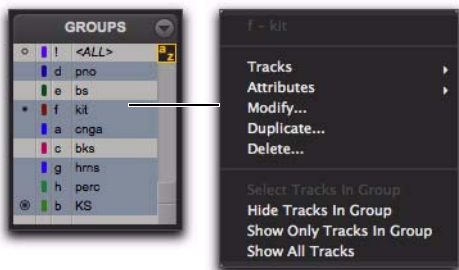 GROUPS
! <ALL>
a z
d pno
e bs
f kit
a cnga
c bks
g hrns
h perc
b KS
f – kit
Tracks
Attributes
Modify...
Duplicate...
Delete...
Select Tracks In Group
Hide Tracks In Group
Show Only Tracks In Group
Show All Tracks